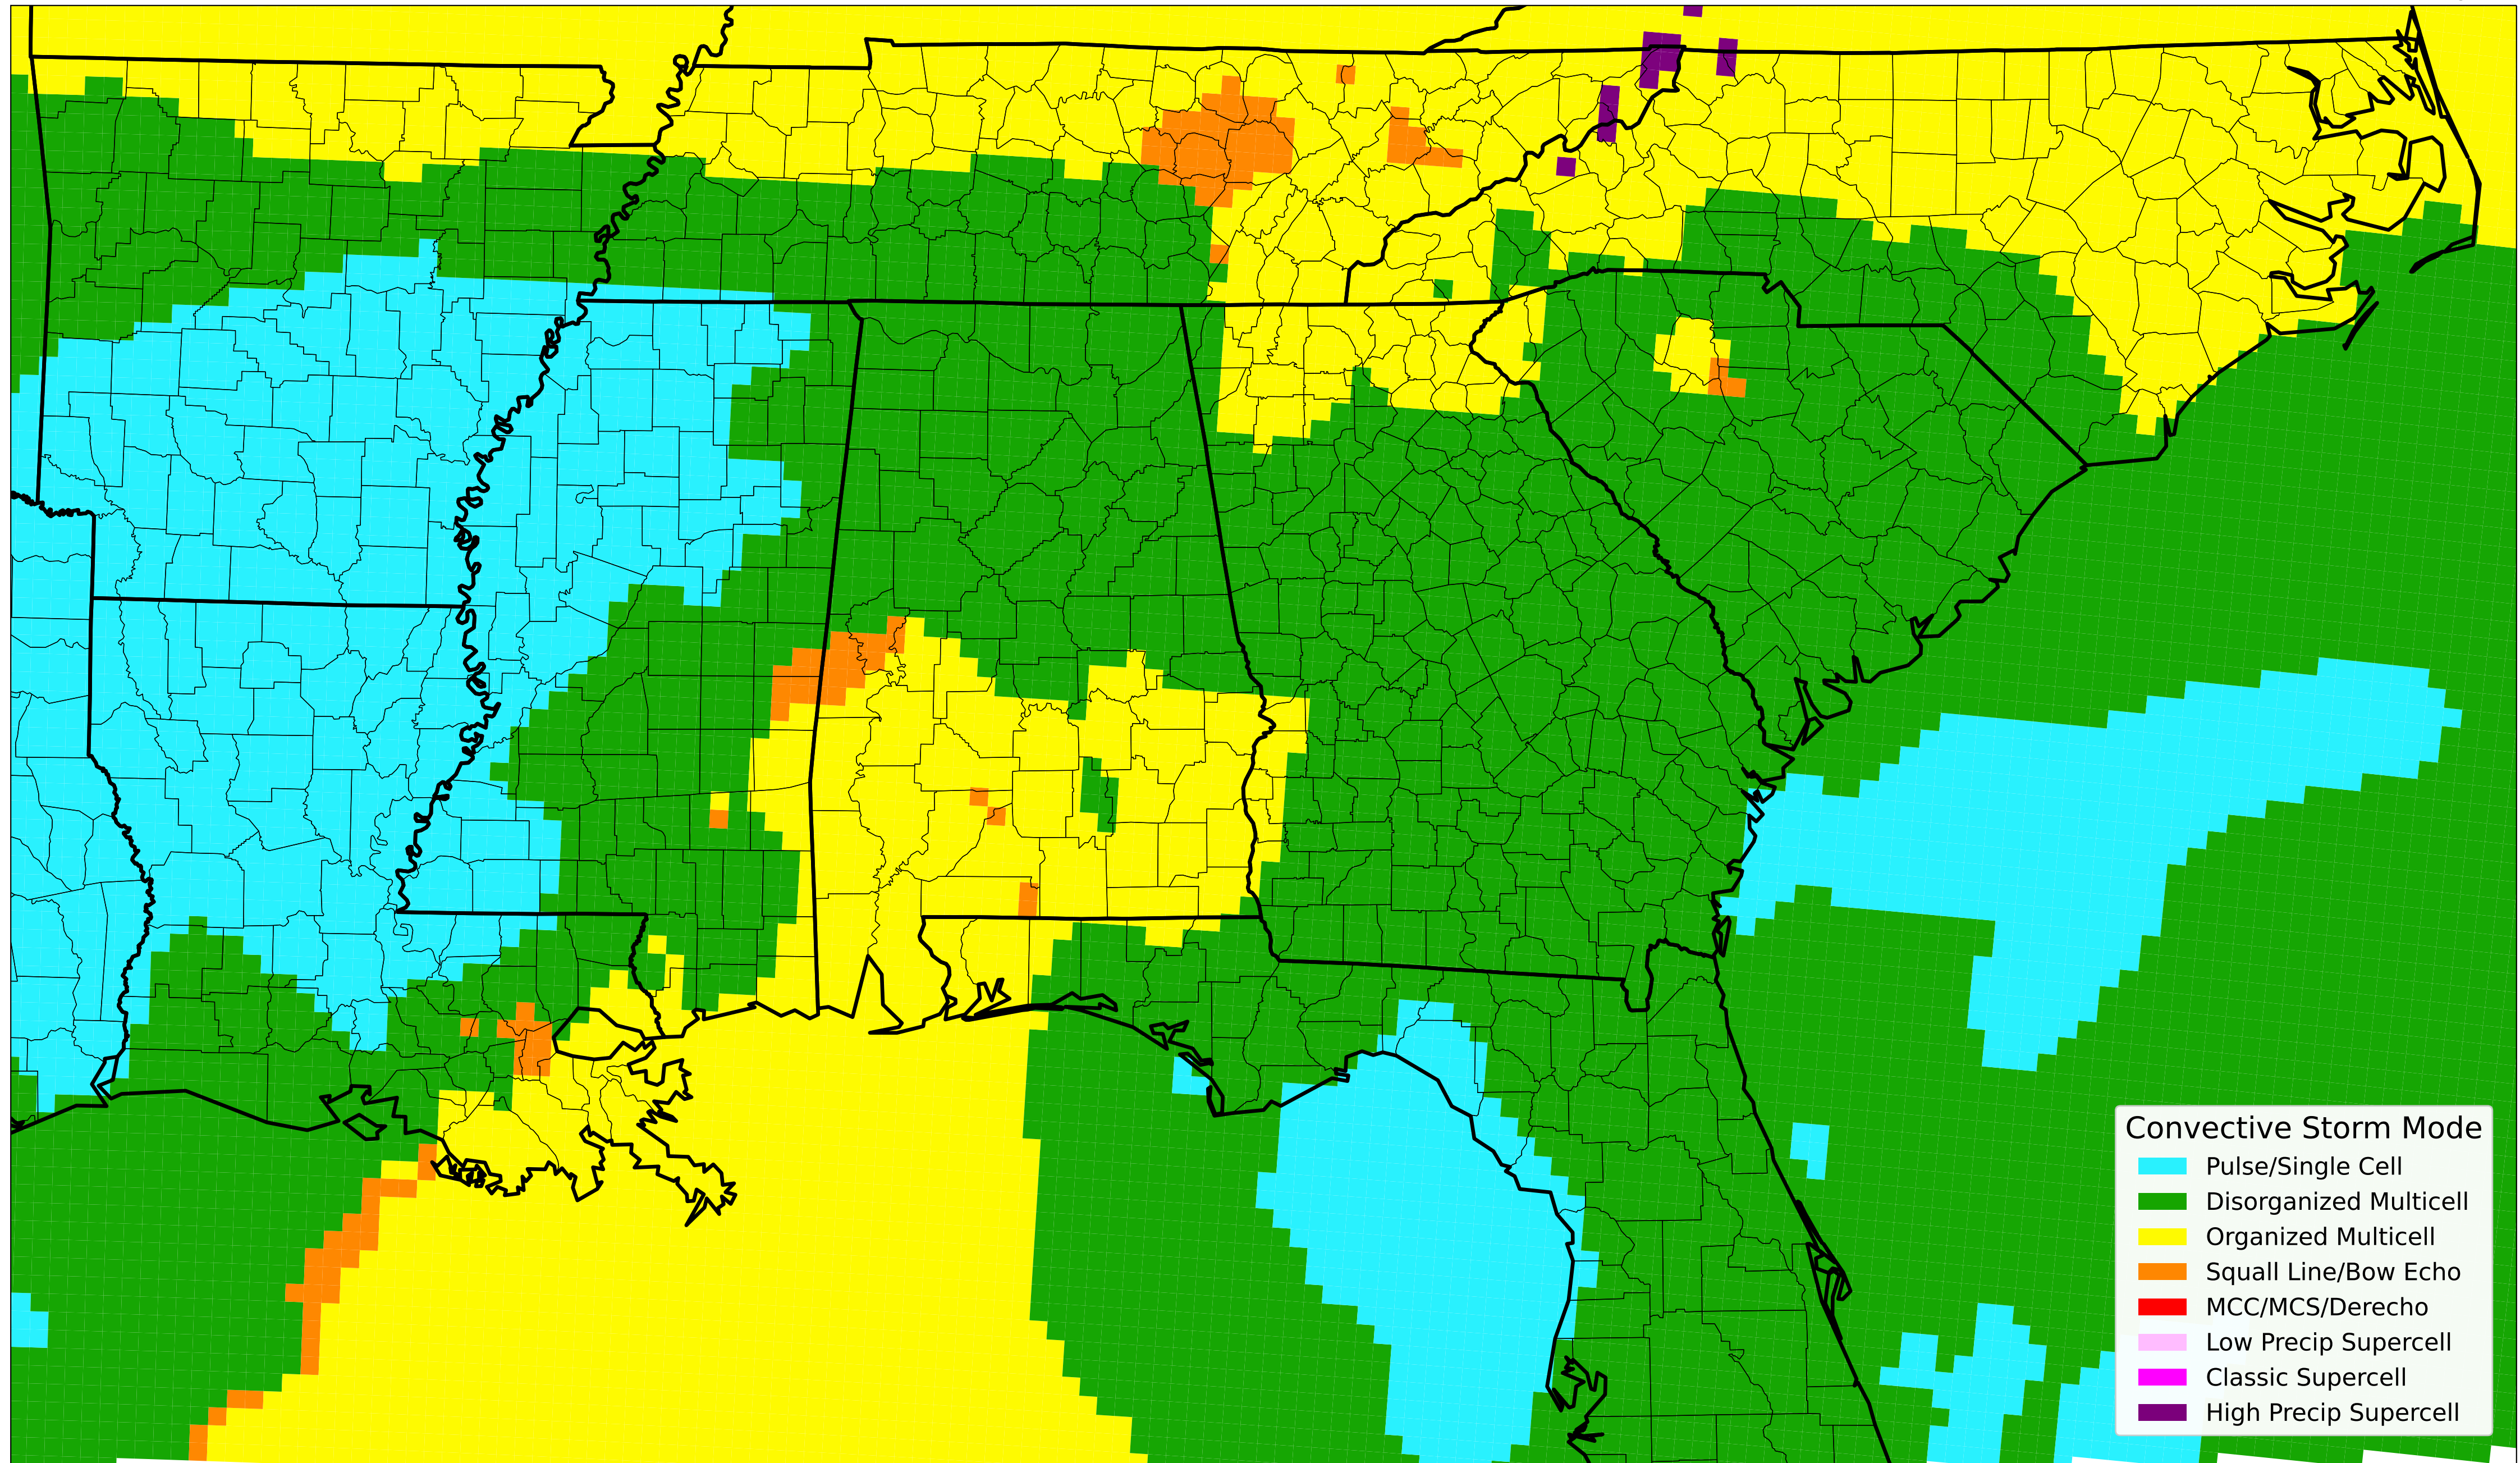 Convective Storm Mode
Pulse/Single Cell
Disorganized Multicell
Organized Multicell
Squall Line/Bow Echo
MCC/MCS/Derecho
Low Precip Supercell
Classic Supercell
High Precip Supercell